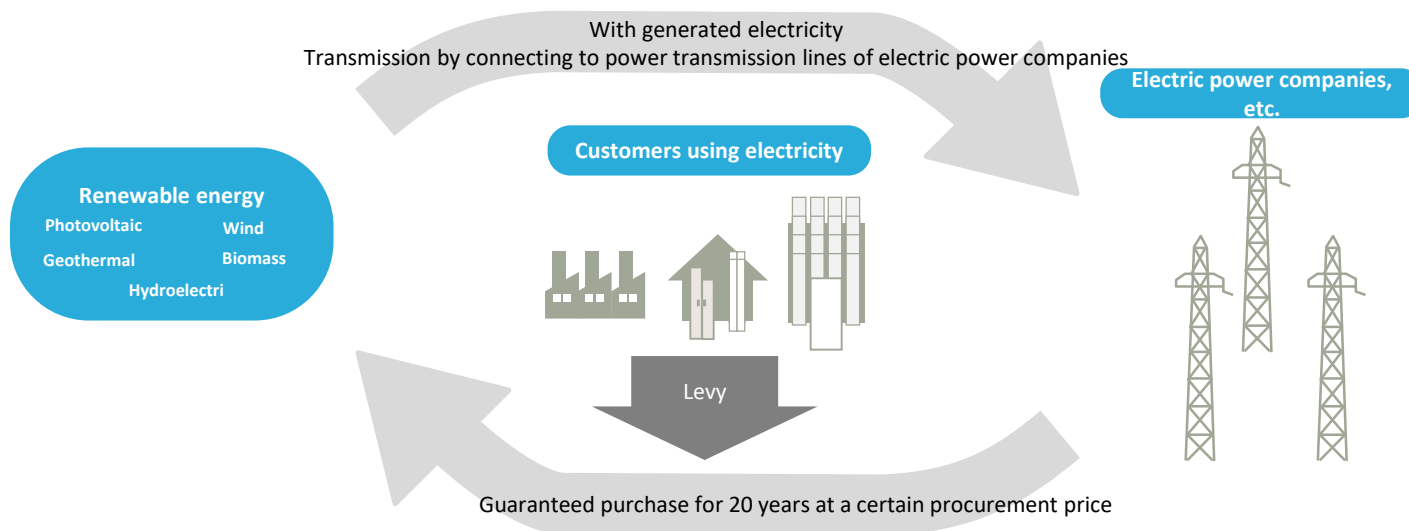 With generated electricity
Transmission by connecting to power transmission lines of electric power companies
Electric power companies,
etc.
Customers using electricity
Renewable energy
Photovoltaic
Wind
Geothermal
Biomass
Hydroelectri
Levy
Guaranteed purchase for 20 years at a certain procurement price